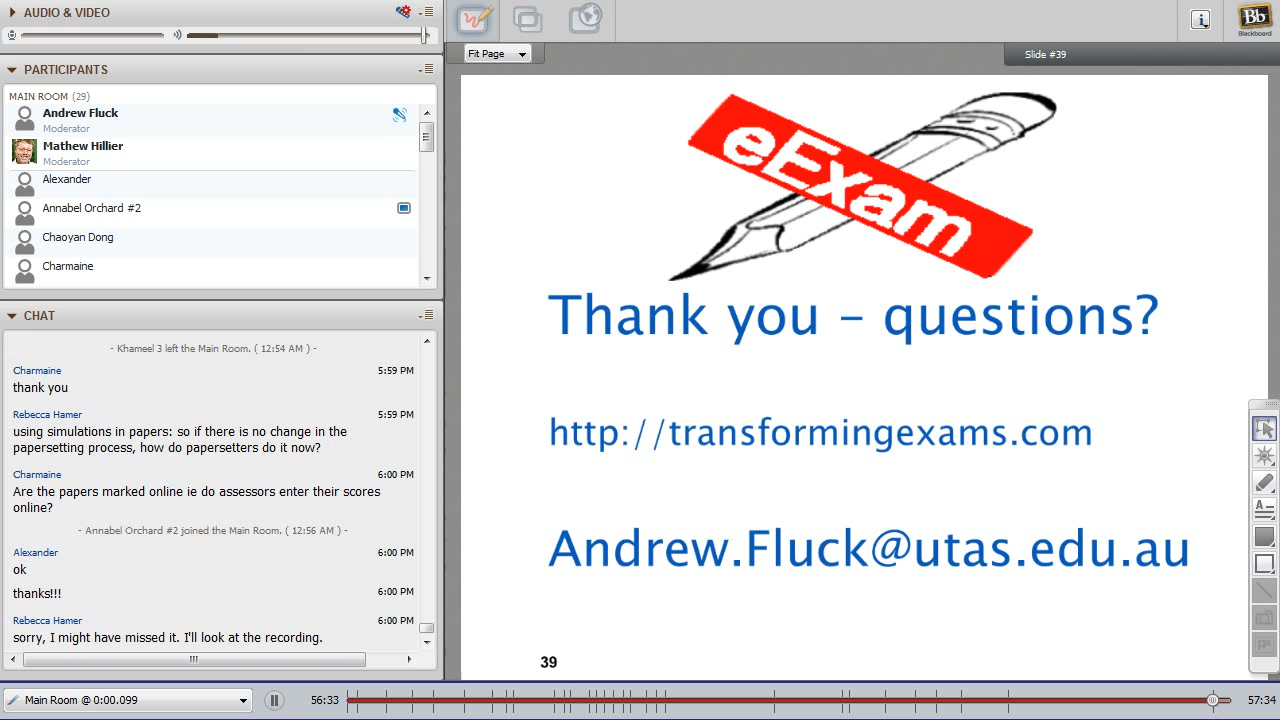 AUDIO & VIDEO
PARTICIPANTS
MAIN ROOM (29)
Andrew Fluck
Moderator
Mathew Hillier
Moderator
Alexander
Annabel Orchard #2
Chaoyan Dong
Charmaine
CHAT
- Khameel 3 left the Main Room. ( 12:54 AM ) -
Charmaine 5:59 PM
thank you
Rebecca Hamer 5:59 PM
using simulations in papers: so if there is no change in the
papersetting process, how do papersetters do it now?
Charmaine 6:00 PM
Are the papers marked online ie do assessors enter their scores
online?
- Annabel Orchard #2 joined the Main Room. ( 12:56 AM ) -
Alexander 6:00 PM
ok
thanks!!! 6:00 PM
Rebecca Hamer 6:00 PM
sorry, I might have missed it. I'll look at the recording.
Main Room @ 0:00.099
56:33
57:34
Fit Page
Slide #39
Bb
Blackboard
eExam
Thank you – questions?
http://transformingexams.com
Andrew.Fluck@utas.edu.au
39